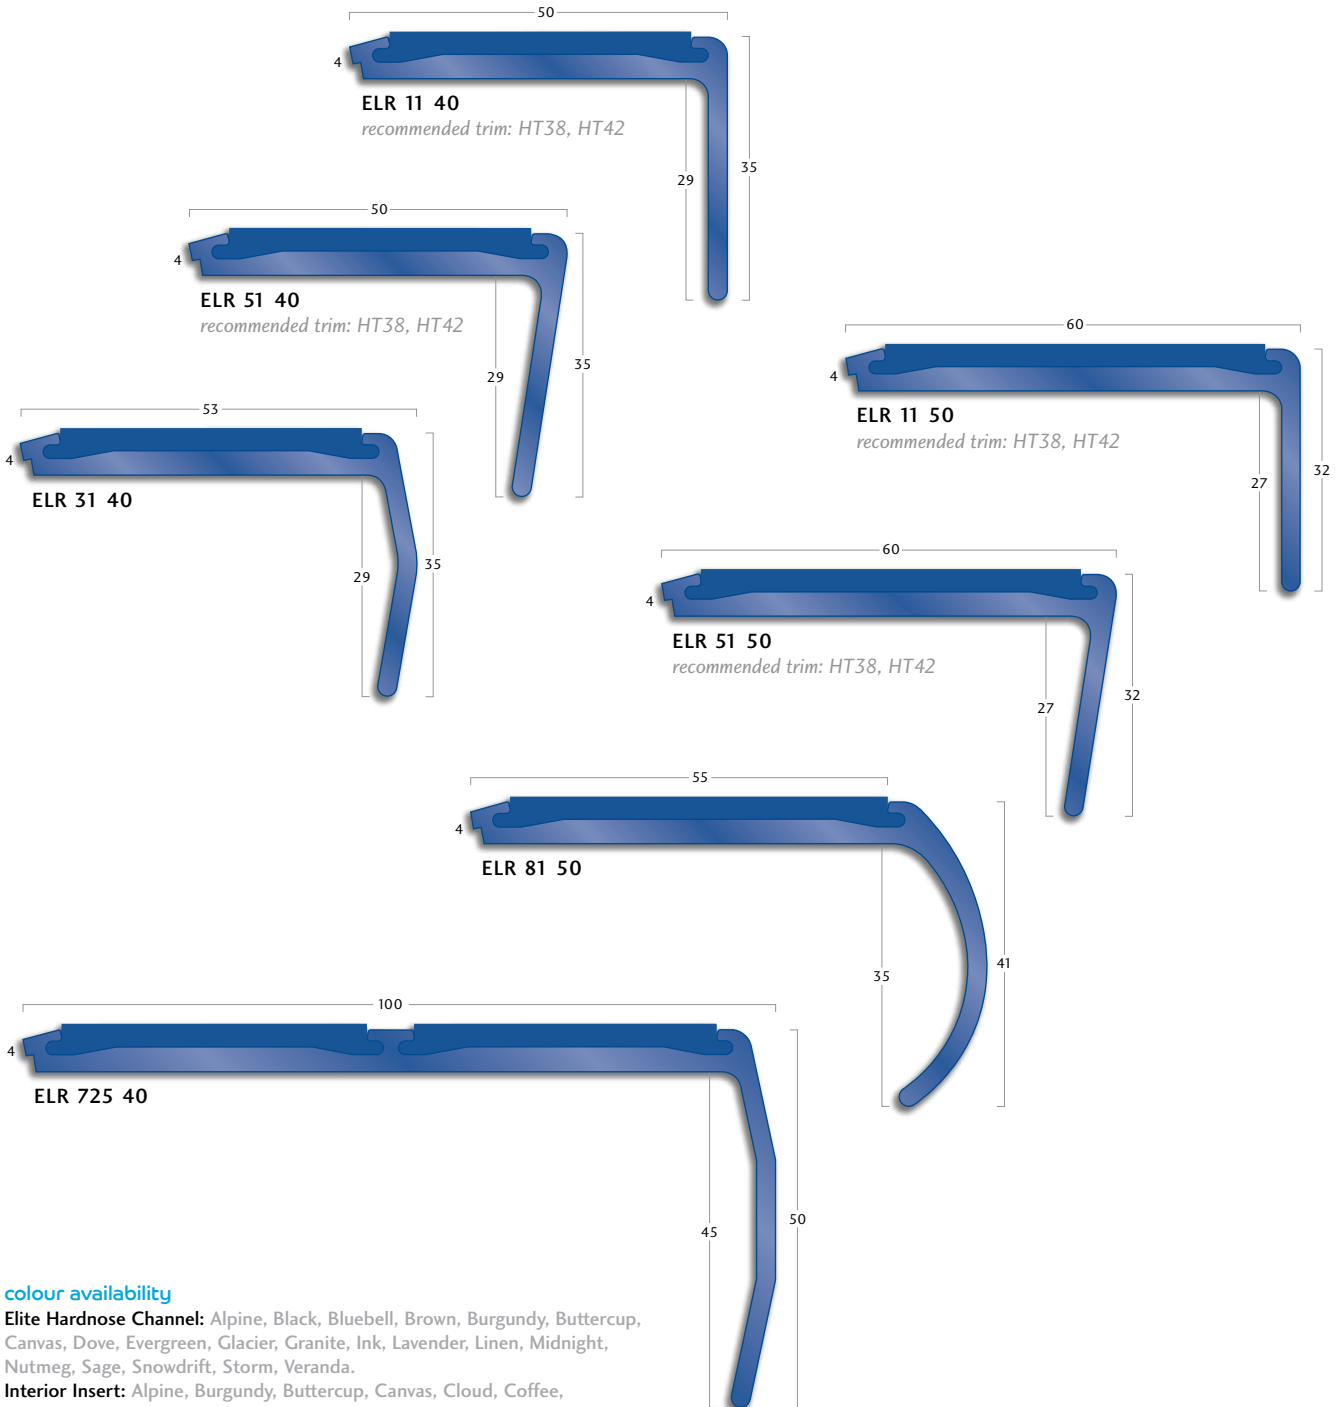 50
4
ELR 11 40
recommended trim: HT38, HT42
29
35
50
4
ELR 51 40
recommended trim: HT38, HT42
29
35
60
4
ELR 11 50
recommended trim: HT38, HT42
27
32
53
4
ELR 31 40
29
35
60
4
ELR 51 50
recommended trim: HT38, HT42
27
32
55
4
ELR 81 50
35
41
100
4
ELR 725 40
45
50
colour availability
Elite Hardnose Channel: Alpine, Black, Bluebell, Brown, Burgundy, Buttercup,
Canvas, Dove, Evergreen, Glacier, Granite, Ink, Lavender, Linen, Midnight,
Nutmeg, Sage, Snowdrift, Storm, Veranda.
Interior Insert: Alpine, Burgundy, Buttercup, Canvas, Cloud, Coffee,